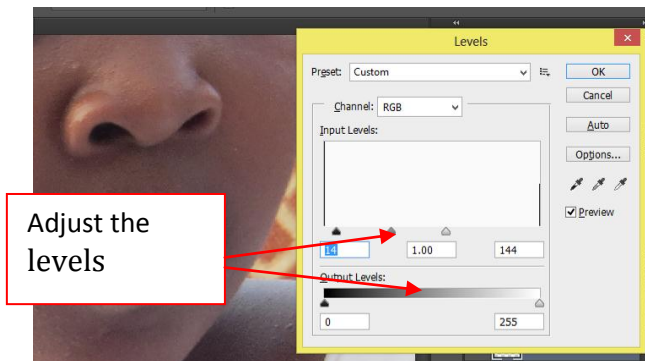 Levels
Preset: Custom
OK
Cancel
Channel: RGB
Auto
Input Levels:
Options...
Preview
Adjust the
levels
14 1.00 144
Output Levels:
0 255